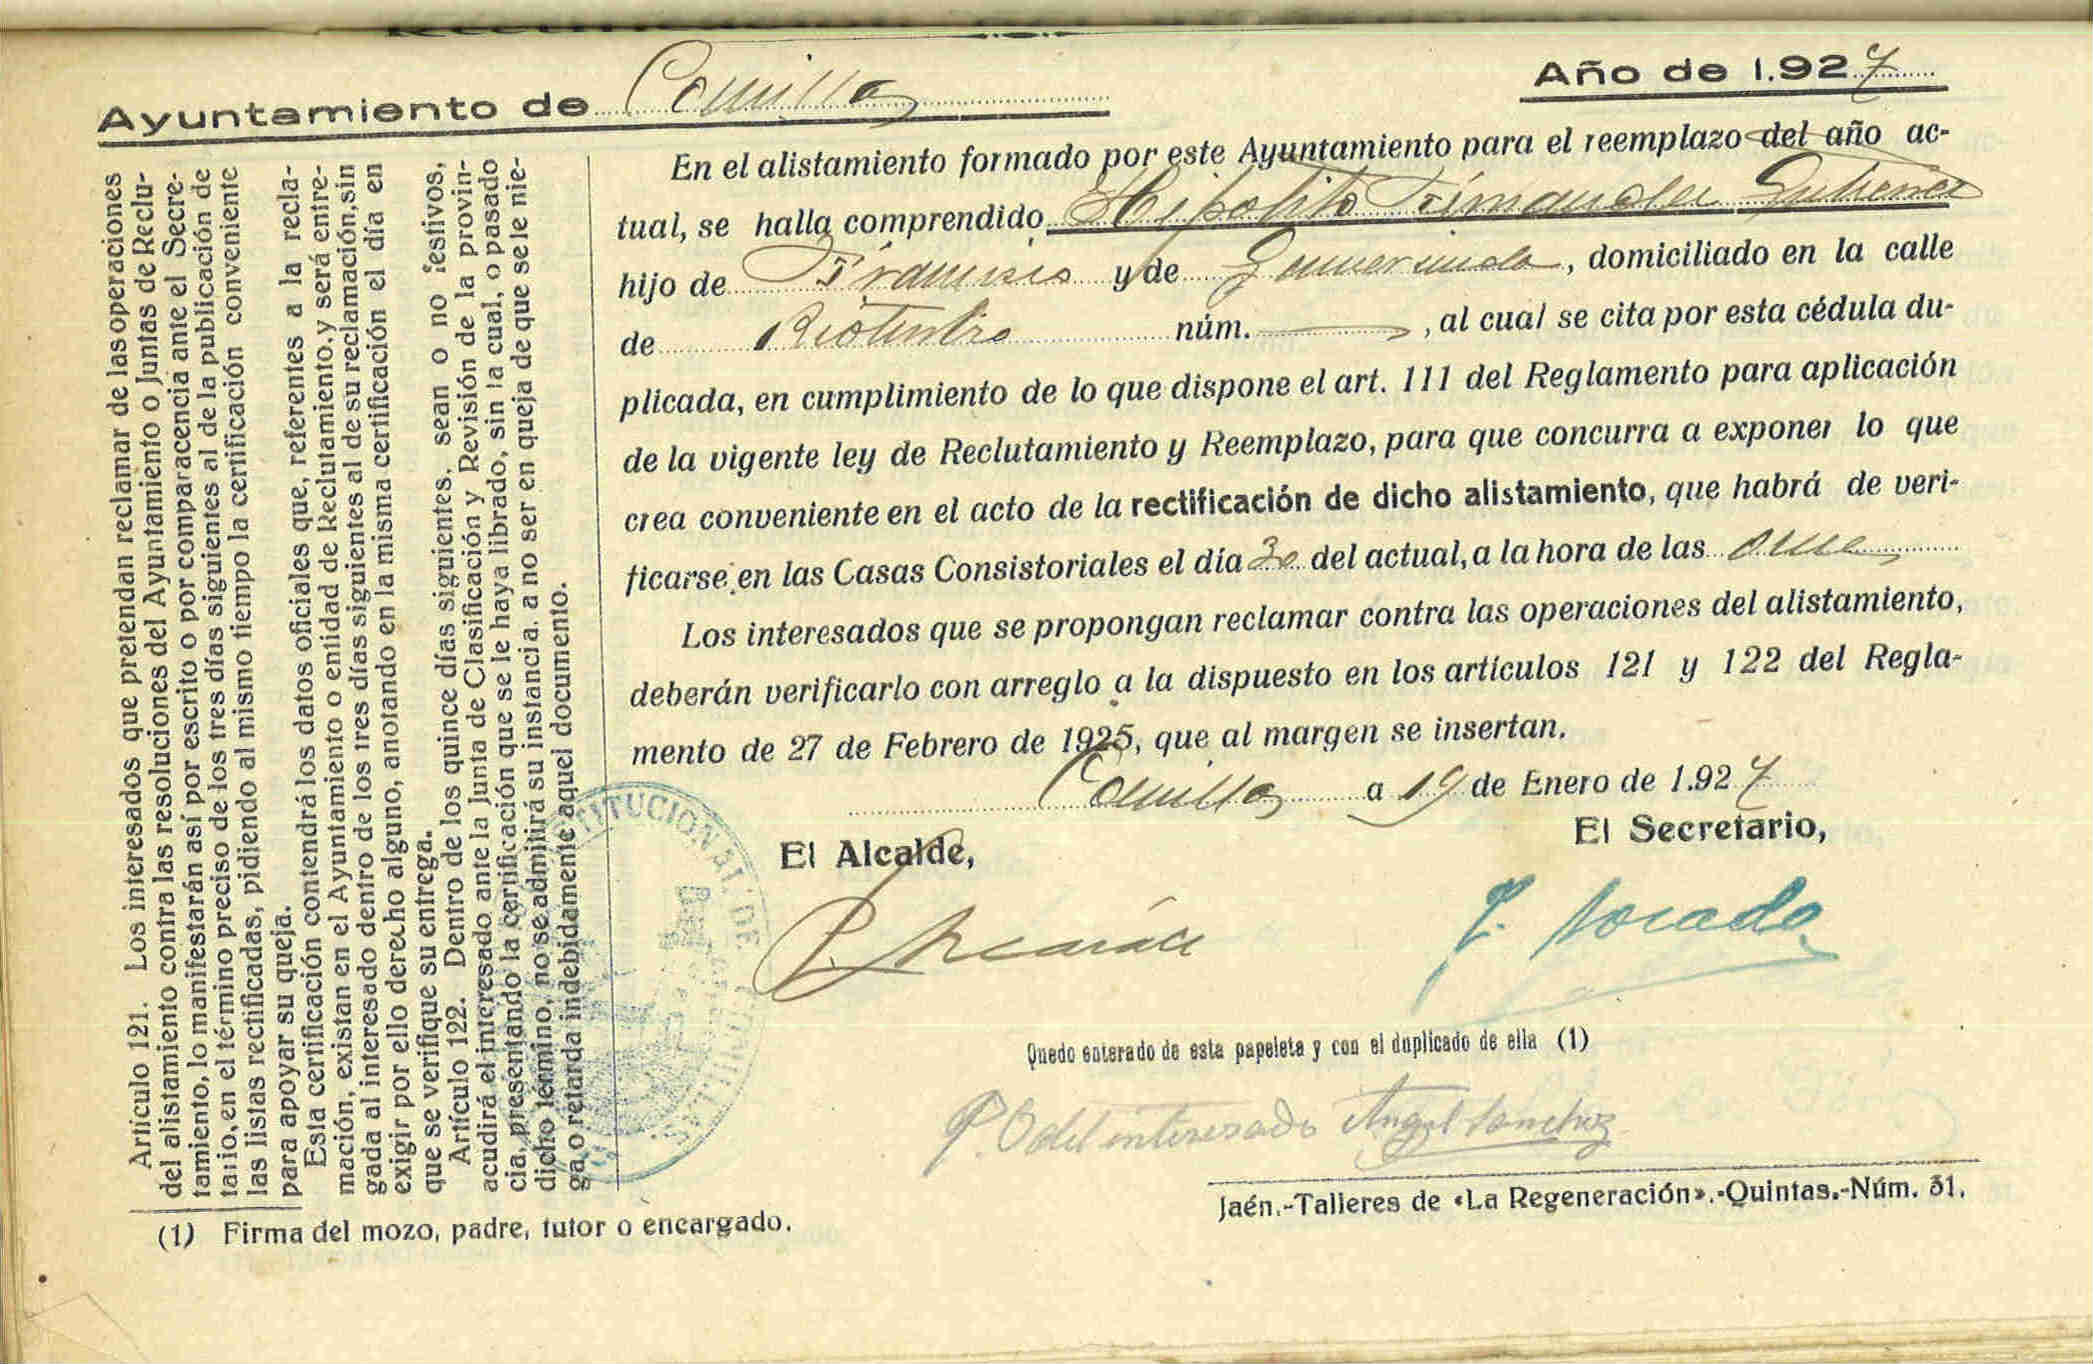 Año de 1.927
Ayuntamiento de Comillas
En el alistamiento formado por este Ayuntamiento para el reemplazo del año ac-
tual, se halla comprendido Hipolito Fernandez Gutierrez
hijo de Francisco y de Gumersinda, domiciliado en la calle
de Rioturbio núm. , al cual se cita por esta cédula du-
plicada, en cumplimiento de lo que dispone el art. 111 del Reglamento para aplicación
de la vigente ley de Reclutamiento y Reemplazo, para que concurra a exponer lo que
crea conveniente en el acto de la rectificación de dicho alistamiento, que habrá de veri-
ficarse en las Casas Consistoriales el día 30 del actual, a la hora de las once
Los interesados que se propongan reclamar contra las operaciones del alistamiento,
deberán verificarlo con arreglo a la dispuesto en los artículos 121 y 122 del Regla-
mento de 27 de Febrero de 1925, que al margen se insertan.
Comillas a 19 de Enero de 1.927
El Alcalde,
El Secretario,
Quedo enterado de esta papeleta y con el duplicado de ella (1)
P. O del interesado Angel Sanchez
Jaén.-Talleres de «La Regeneración».-Quintas.-Núm. 31.
Artículo 121. Los interesados que pretendan reclamar de las operaciones
del alistamiento contra las resoluciones del Ayuntamiento o Juntas de Reclu-
tamiento, lo manifestarán así por escrito o por comparacencia ante el Secre-
tario, en el término preciso de los tres días siguientes al de la publicación de
las listas rectificadas, pidiendo al mismo tiempo la certificación conveniente
para apoyar su queja.
Esta certificación contendrá los datos oficiales que, referentes a la recla-
mación, existan en el Ayuntamiento o entidad de Reclutamiento, y será entre-
gada al interesado dentro de los tres días siguientes al de su reclamación, sin
exigir por ello derecho alguno, anotando en la misma certificación el día en
que se verifique su entrega.
Artículo 122. Dentro de los quince días siguientes, sean o no festivos,
acudirá el interesado ante la Junta de Clasificación y Revisión de la provin-
cia, presentando la certificación que se le haya librado, sin la cual, o pasado
dicho término, no se admitirá su instancia. a no ser en queja de que se le nie-
ga o retarda indebidamente aquel documento.
(1) Firma del mozo, padre, tutor o encargado.